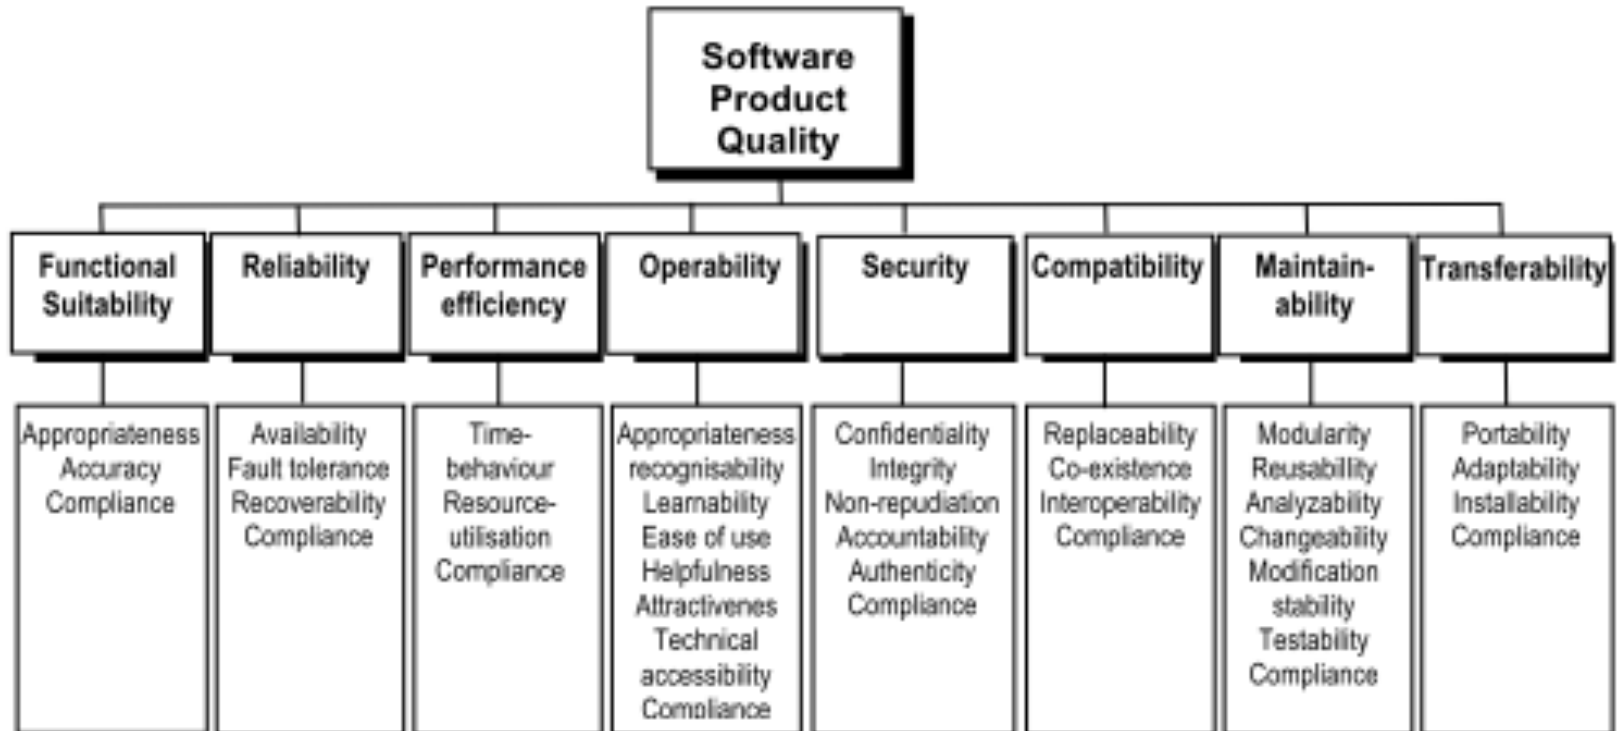 Software
Product
Quality
Functional
Suitability
Reliability
Performance
efficiency
Operability
Security
Compatibility
Maintain-
ability
Transferability
Appropriateness
Accuracy
Compliance
Availability
Fault tolerance
Recoverability
Compliance
Time-
behaviour
Resource-
utilisation
Compliance
Appropriateness
recognisability
Learnability
Ease of use
Helpfulness
Attractivenes
Technical
accessibility
Compliance
Confidentiality
Integrity
Non-repudiation
Accountability
Authenticity
Compliance
Replaceability
Co-existence
Interoperability
Compliance
Modularity
Reusabillity
Analyzability
Changeability
Modification
stability
Testability
Compliance
Portability
Adaptability
Installability
Compliance